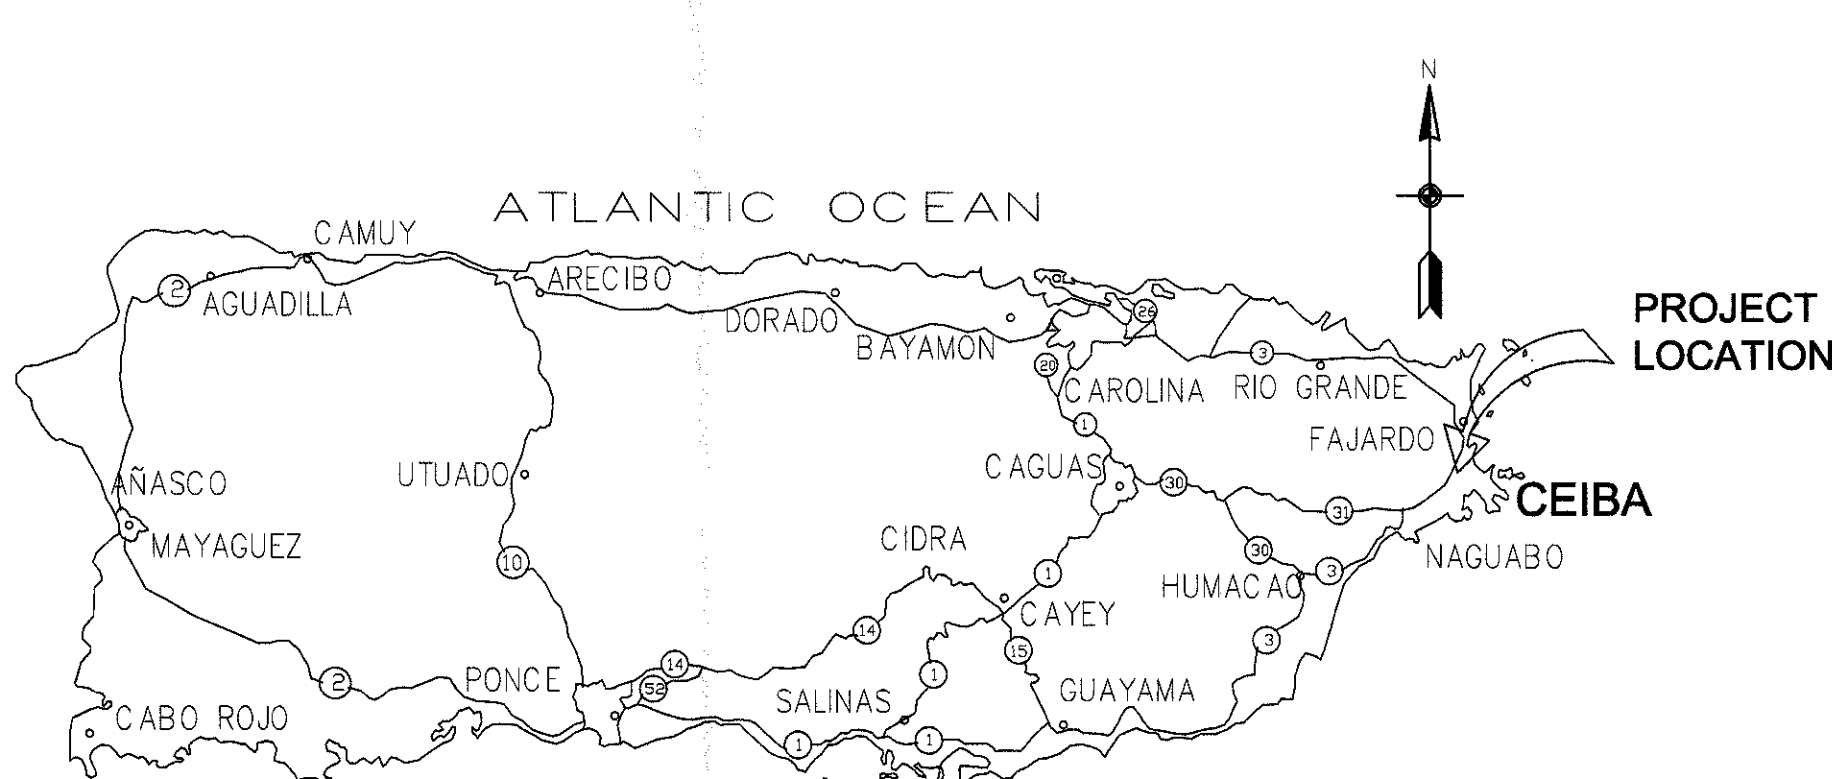 N
ATLANTIC OCEAN
CAMUY
ARECIBO
2
AGUADILLA
DORADO
BAYAMON
26
PROJECT
LOCATION
3
20
CAROLINA
RIO GRANDE
1
FAJARDO
CAGUAS
UTUADO
AÑASCO
30
31
CEIBA
MAYAGUEZ
CIDRA
30
NAGUABO
10
1
HUMACAO
3
CAYEY
14
15
3
14
1
PONCE
52
2
SALINAS
GUAYAMA
CABO ROJO
1
1